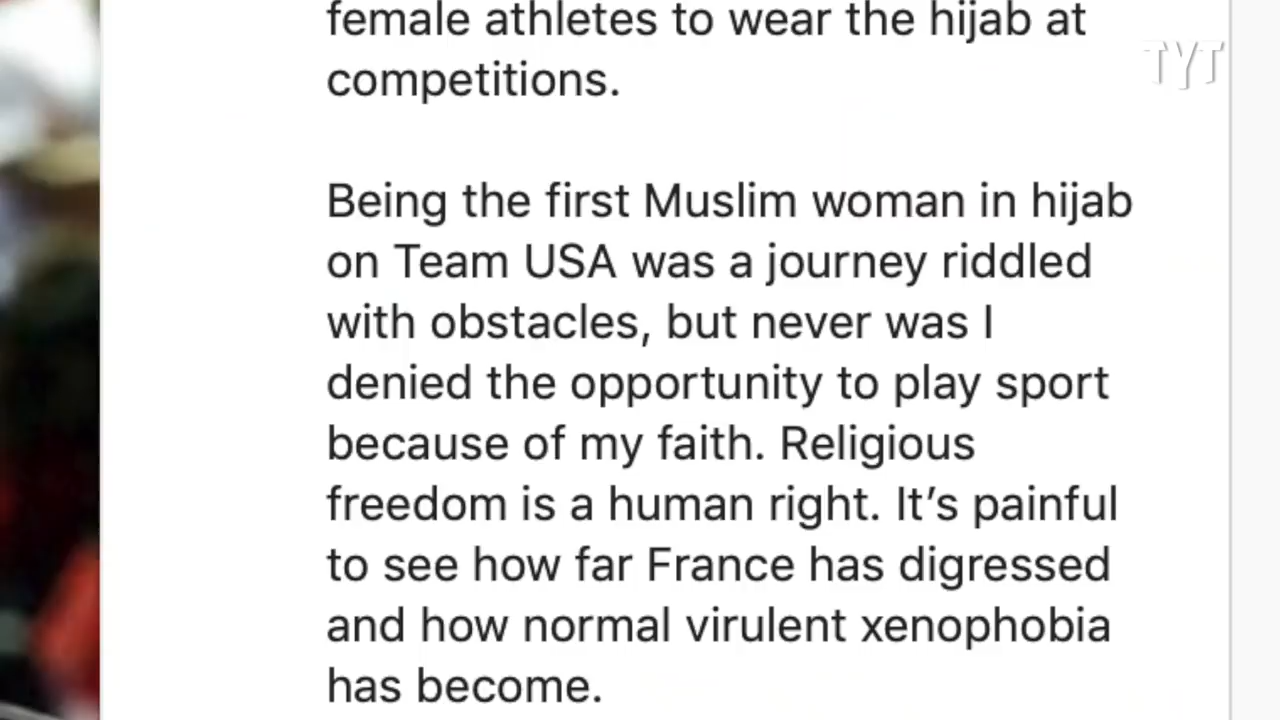 female athletes to wear the hijab at
competitions.
TYT
Being the first Muslim woman in hijab
on Team USA was a journey riddled
with obstacles, but never was I
denied the opportunity to play sport
because of my faith. Religious
freedom is a human right. It’s painful
to see how far France has digressed
and how normal virulent xenophobia
has become.